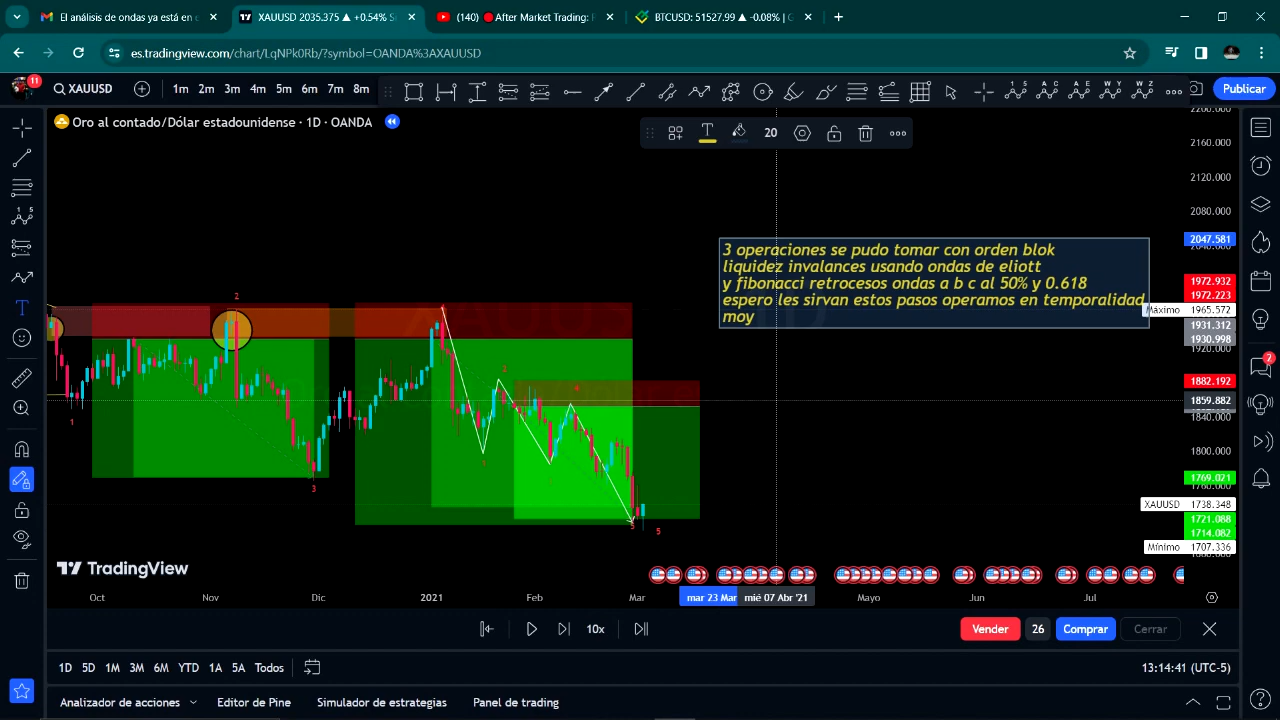 El análisis de ondas ya está en e
XAUUSD 2035.375 ▲ +0.54% Si
(140) 🔴After Market Trading:
BTCUSD: 51527.99 ▲ -0.08% |
es.tradingview.com/chart/LqNPk0Rb/?symbol=OANDA%3AXAUUSD
11
XAUUSD
1m 2m 3m 4m 5m 6m 7m 8m
Publicar
Oro al contado/Dólar estadounidense · 1D · OANDA
20
2200.000
2160.000
2120.000
2080.000
2047.581
3 operaciones se pudo tomar con orden blok
liquidez invalances usando ondas de eliott
y fibonacci retrocesos ondas a b c al 50% y 0.618
espero les sirvan estos pasos operamos en temporalidad
moy
1972.932
1972.223
Máximo 1965.572
1931.312
1930.998
1920.000
1882.192
1859.882
1840.000
1800.000
1769.021
1760.000
XAUUSD 1738.348
1721.088
1714.082
Mínimo 1707.336
1
2
3
4
5
5
2
TradingView
Oct Nov Dic 2021 Feb Mar mar 23 Mar mié 07 Abr '21 Mayo Jun Jul
10x
Vender 26 Comprar Cerrar
1D 5D 1M 3M 6M YTD 1A 5A Todos
13:14:41 (UTC-5)
Analizador de acciones Editor de Pine Simulador de estrategias Panel de trading